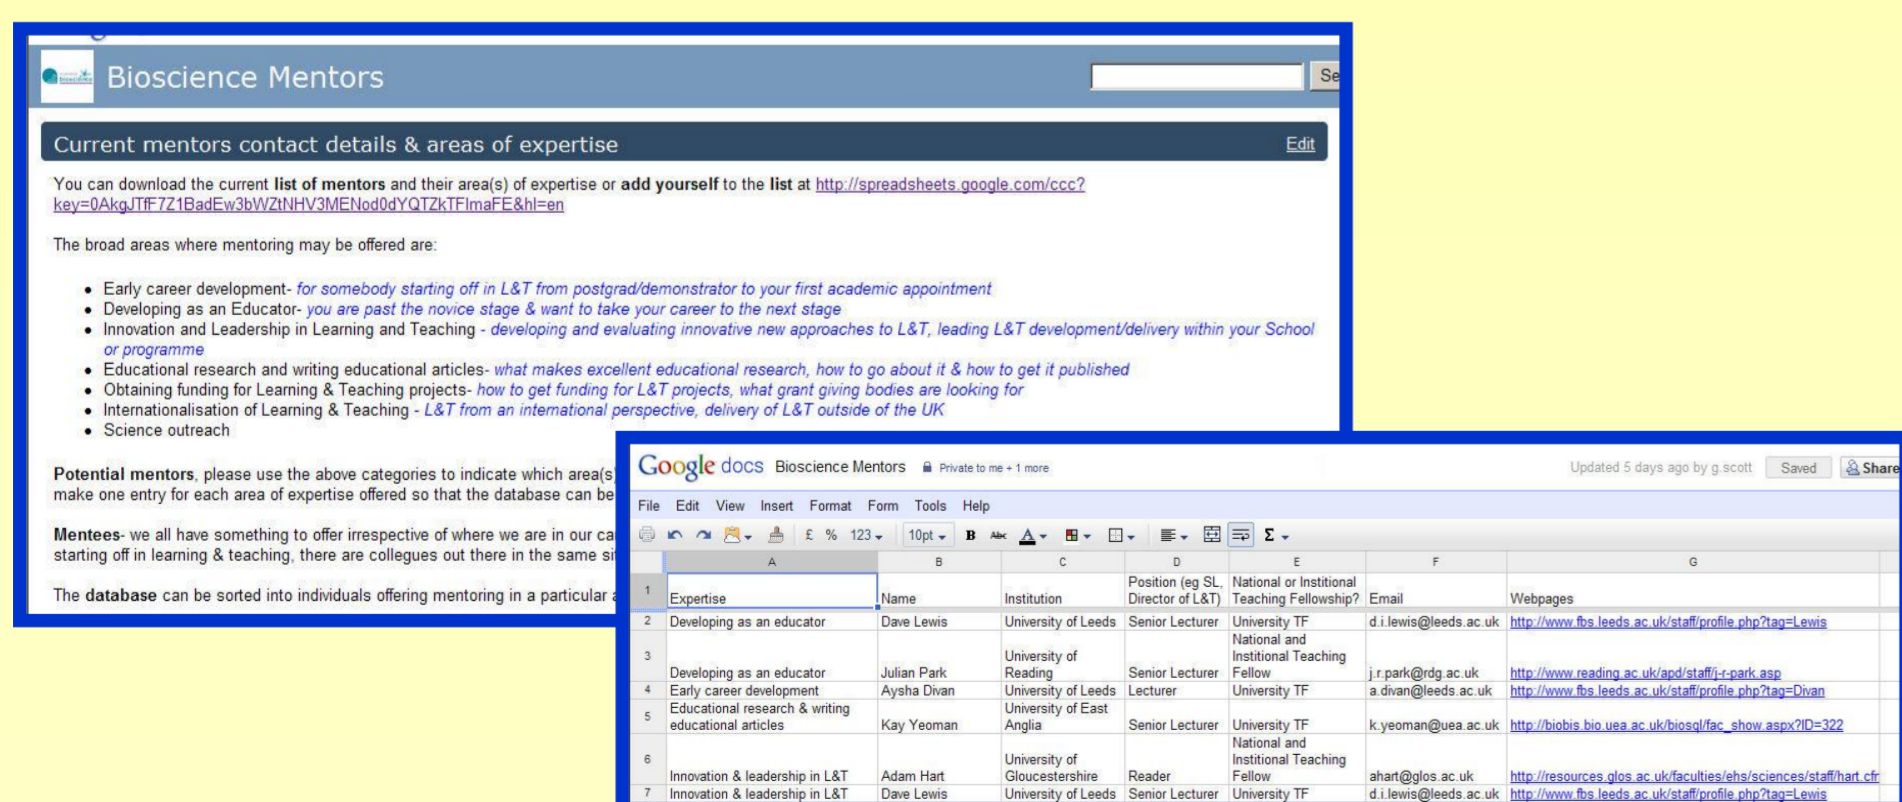 Bioscience Mentors
Se
Current mentors contact details & areas of expertise
Edit
You can download the current list of mentors and their area(s) of expertise or add yourself to the list at http://spreadsheets.google.com/ccc?
key=0AkgJTfF7Z1BadEw3bWZtNHV3MENod0dYQTZkTFlmaFE&hl=en
The broad areas where mentoring may be offered are:
• Early career development- for somebody starting off in L&T from postgrad/demonstrator to your first academic appointment
• Developing as an Educator- you are past the novice stage & want to take your career to the next stage
• Innovation and Leadership in Learning and Teaching - developing and evaluating innovative new approaches to L&T, leading L&T development/delivery within your School
or programme
• Educational research and writing educational articles- what makes excellent educational research, how to go about it & how to get it published
• Obtaining funding for Learning & Teaching projects- how to get funding for L&T projects, what grant giving bodies are looking for
• Internationalisation of Learning & Teaching - L&T from an international perspective, delivery of L&T outside of the UK
• Science outreach
Potential mentors, please use the above categories to indicate which area(s)
make one entry for each area of expertise offered so that the database can be
Mentees- we all have something to offer irrespective of where we are in our ca
starting off in learning & teaching, there are collegues out there in the same si
The database can be sorted into individuals offering mentoring in a particular a
Google docs Bioscience Mentors Private to me + 1 more
Updated 5 days ago by g.scott Saved Share
File Edit View Insert Format Form Tools Help
£ % 123 10pt B Abc A Σ
A B C D E F G
1 Expertise Name Institution Position (eg SL, Director of L&T) National or Institional Teaching Fellowship? Email Webpages
2 Developing as an educator Dave Lewis University of Leeds Senior Lecturer University TF d.i.lewis@leeds.ac.uk http://www.fbs.leeds.ac.uk/staff/profile.php?tag=Lewis
3 Developing as an educator Julian Park University of Reading Senior Lecturer National and Instituional Teaching Fellow j.r.park@rdg.ac.uk http://www.reading.ac.uk/apd/staff/j-r-park.asp
4 Early career development Aysha Divan University of Leeds Lecturer University TF a.divan@leeds.ac.uk http://www.fbs.leeds.ac.uk/staff/profile.php?tag=Divan
5 Educational research & writing educational articles Kay Yeoman University of East Anglia Senior Lecturer University TF k.yeoman@uea.ac.uk http://biobis.bio.uea.ac.uk/biosql/fac_show.aspx?ID=322
6 Innovation & leadership in L&T Adam Hart University of Gloucestershire Reader National and Instituional Teaching Fellow ahart@glos.ac.uk http://resources.glos.ac.uk/faculties/ehs/sciences/staff/hart.cfr
7 Innovation & leadership in L&T Dave Lewis University of Leeds Senior Lecturer University TF d.i.lewis@leeds.ac.uk http://www.fbs.leeds.ac.uk/staff/profile.php?tag=Lewis